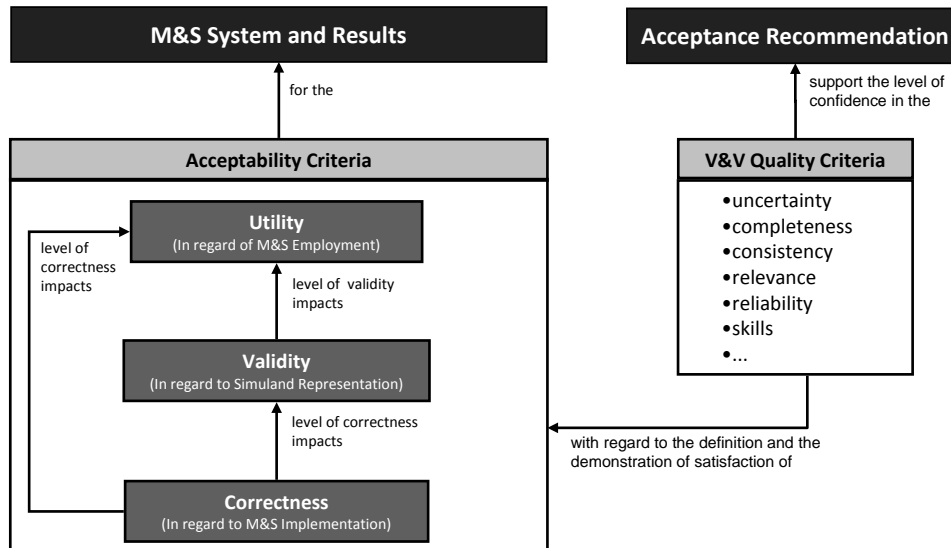 M&S System and Results
for the
Acceptability Criteria
Utility
(In regard of M&S Employment)
level of
correctness
impacts
level of  validity
impacts
Validity
(In regard to Simuland Representation)
level of correctness
impacts
Correctness
(In regard to M&S Implementation)
Acceptance Recommendation
support the level of
confidence in the
V&V Quality Criteria
•uncertainty
•completeness
•consistency
•relevance
•reliability
•skills
•...
with regard to the definition and the
demonstration of satisfaction of